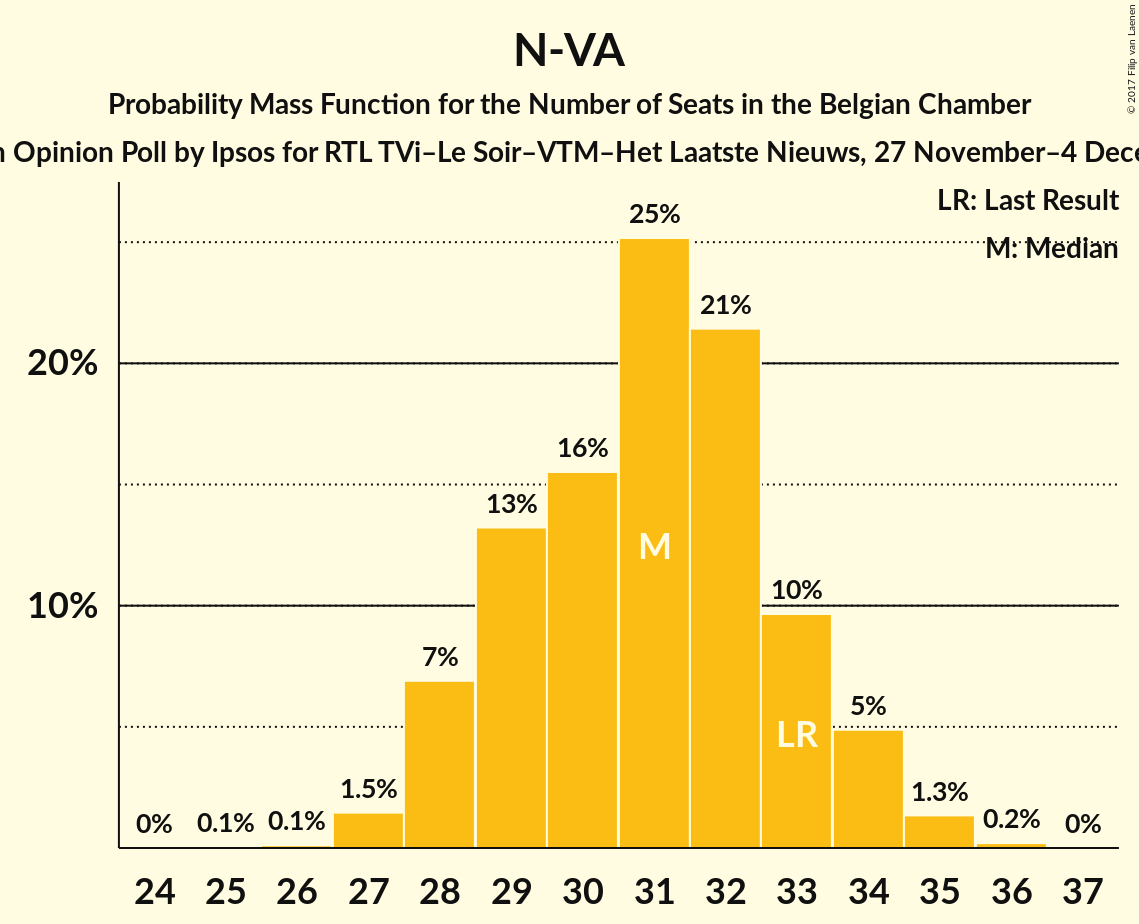 N-VA
Probability Mass Function for the Number of Seats in the Belgian Chamber
Opinion Poll by Ipsos for RTL TVi–Le Soir–VTM–Het Laatste Nieuws, 27 November–4
© 2017 Filip van Laenen
LR: Last Result
M: Median
20%
10%
0%
0.1%
0.1%
1.5%
7%
13%
16%
25%
21%
10%
5%
1.3%
0.2%
0%
M
LR
24 25 26 27 28 29 30 31 32 33 34 35 36 37